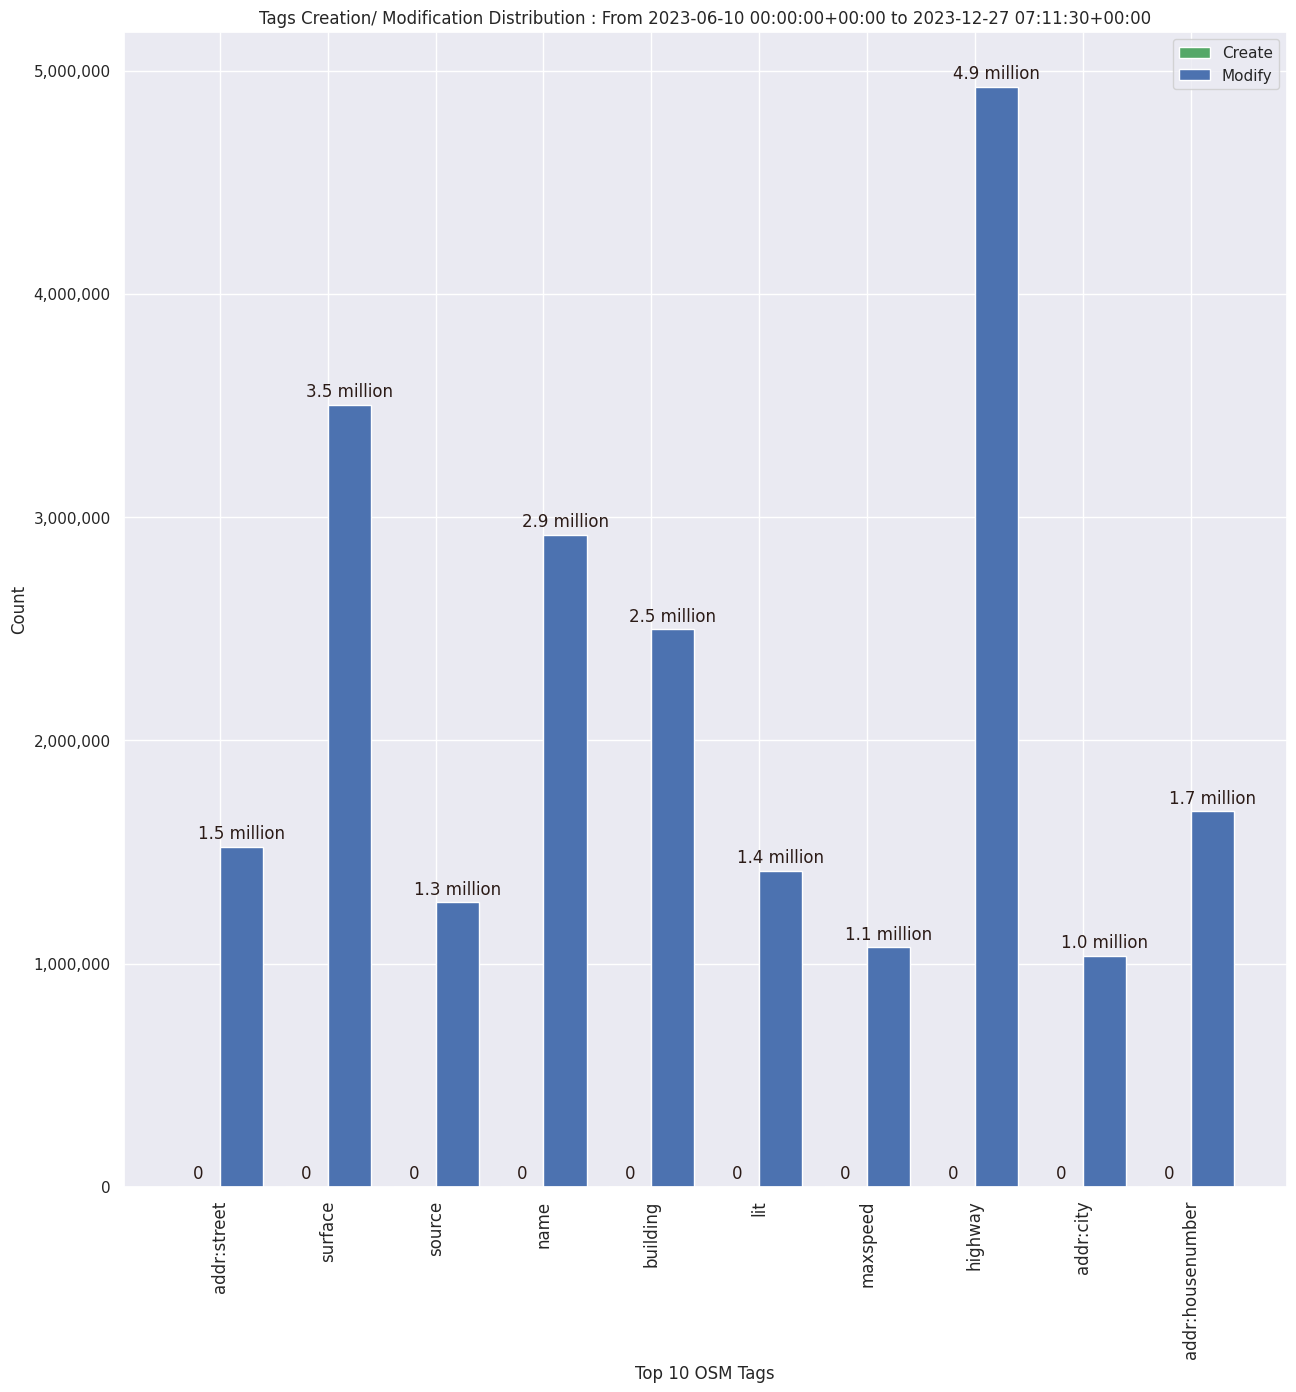 Tags Creation/ Modification Distribution : From 2023-06-10 00:00:00+00:00 to 2023-12-27 07:11:30+00:00
Create
Modify
5,000,000
4,000,000
3,000,000
2,000,000
1,000,000
0
Count
1.5 million
3.5 million
1.3 million
2.9 million
2.5 million
1.4 million
1.1 million
4.9 million
1.0 million
1.7 million
0
0
0
0
0
0
0
0
0
0
addr:street
surface
source
name
building
lit
maxspeed
highway
addr:city
addr:housenumber
Top 10 OSM Tags